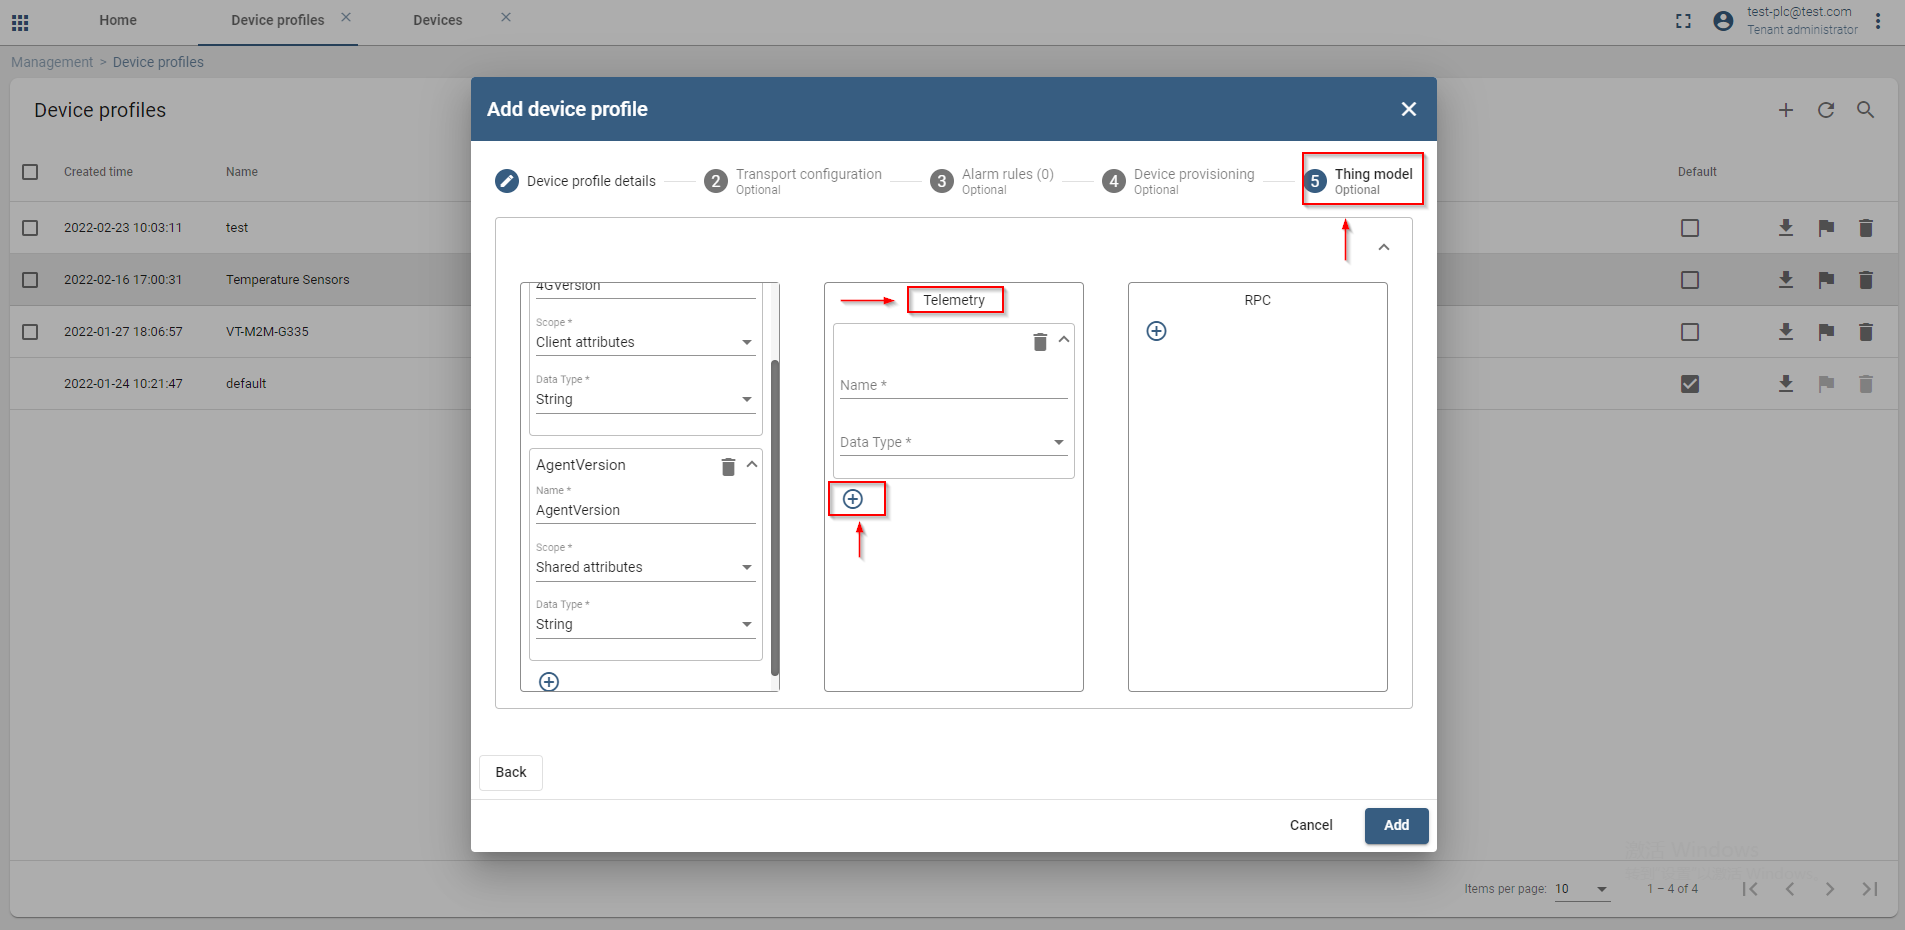 Home
Device profiles
Devices
test-plc@test.com
Tenant administrator
Management > Device profiles
Device profiles
Created time
Name
Default
2022-02-23 10:03:11
test
2022-02-16 17:00:31
Temperature Sensors
2022-01-27 18:06:57
VT-M2M-G335
2022-01-24 10:21:47
default
Add device profile
Device profile details
2
Transport configuration
Optional
3
Alarm rules (0)
Optional
4
Device provisioning
Optional
5
Thing model
Optional
4GVersion
Scope *
Client attributes
Data Type *
String
AgentVersion
Name *
AgentVersion
Scope *
Shared attributes
Data Type *
String
Telemetry
Name *
Data Type *
RPC
Back
Cancel
Add
激活 Windows
Items per page: 10
1 – 4 of 4